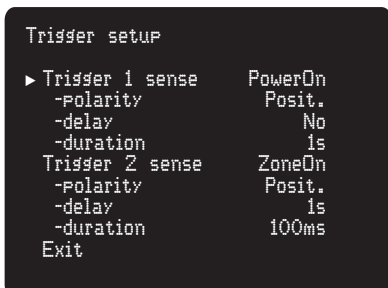 Trigger setup
► Trigger 1 sense PowerOn
-polarity Posit.
-delay No
-duration 1s
Trigger 2 sense ZoneOn
-polarity Posit.
-delay 1s
-duration 100ms
Exit